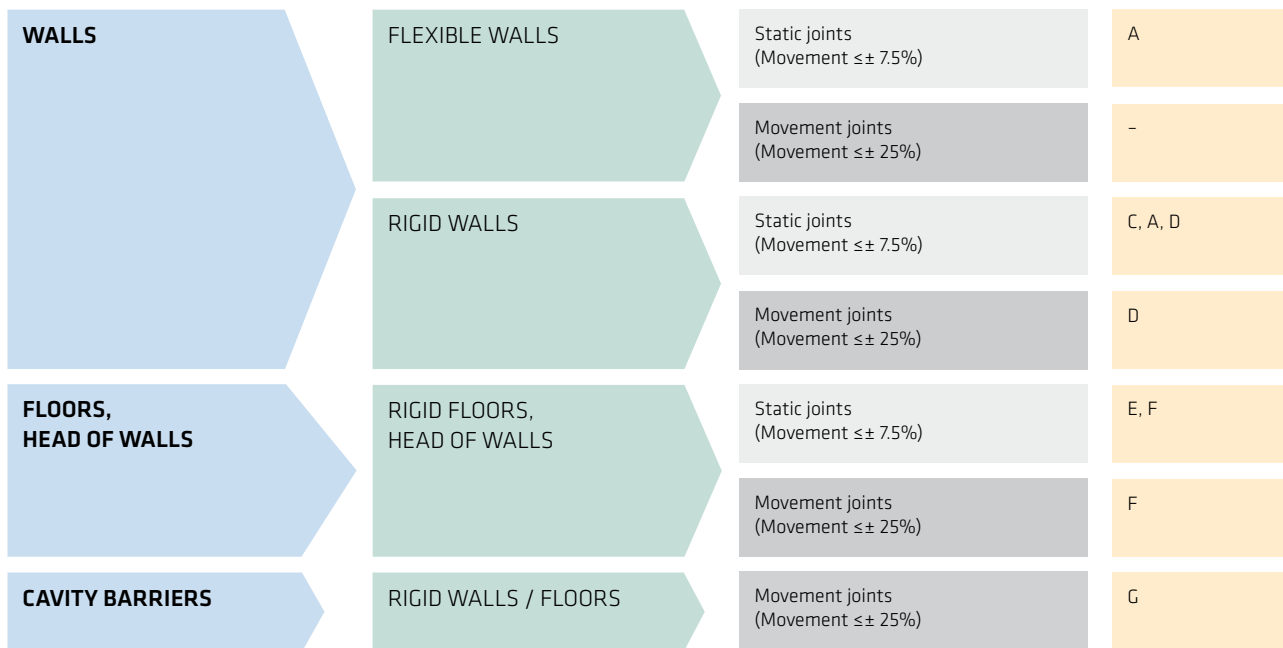 WALLS
FLEXIBLE WALLS
Static joints
(Movement ≤± 7.5%)
A
Movement joints
(Movement ≤± 25%)
–
RIGID WALLS
Static joints
(Movement ≤± 7.5%)
C, A, D
Movement joints
(Movement ≤± 25%)
D
FLOORS,
HEAD OF WALLS
RIGID FLOORS,
HEAD OF WALLS
Static joints
(Movement ≤± 7.5%)
E, F
Movement joints
(Movement ≤± 25%)
F
CAVITY BARRIERS
RIGID WALLS / FLOORS
Movement joints
(Movement ≤± 25%)
G